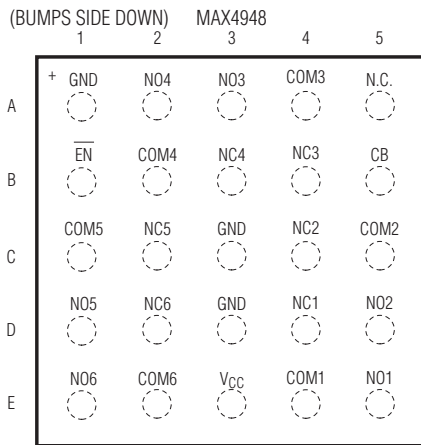 (BUMPS SIDE DOWN) MAX4948
1 2 3 4 5
+ GND NO4 NO3 COM3 N.C.
A
EN COM4 NC4 NC3 CB
B
COM5 NC5 GND NC2 COM2
C
NO5 NC6 GND NC1 NO2
D
NO6 COM6 VCC COM1 NO1
E